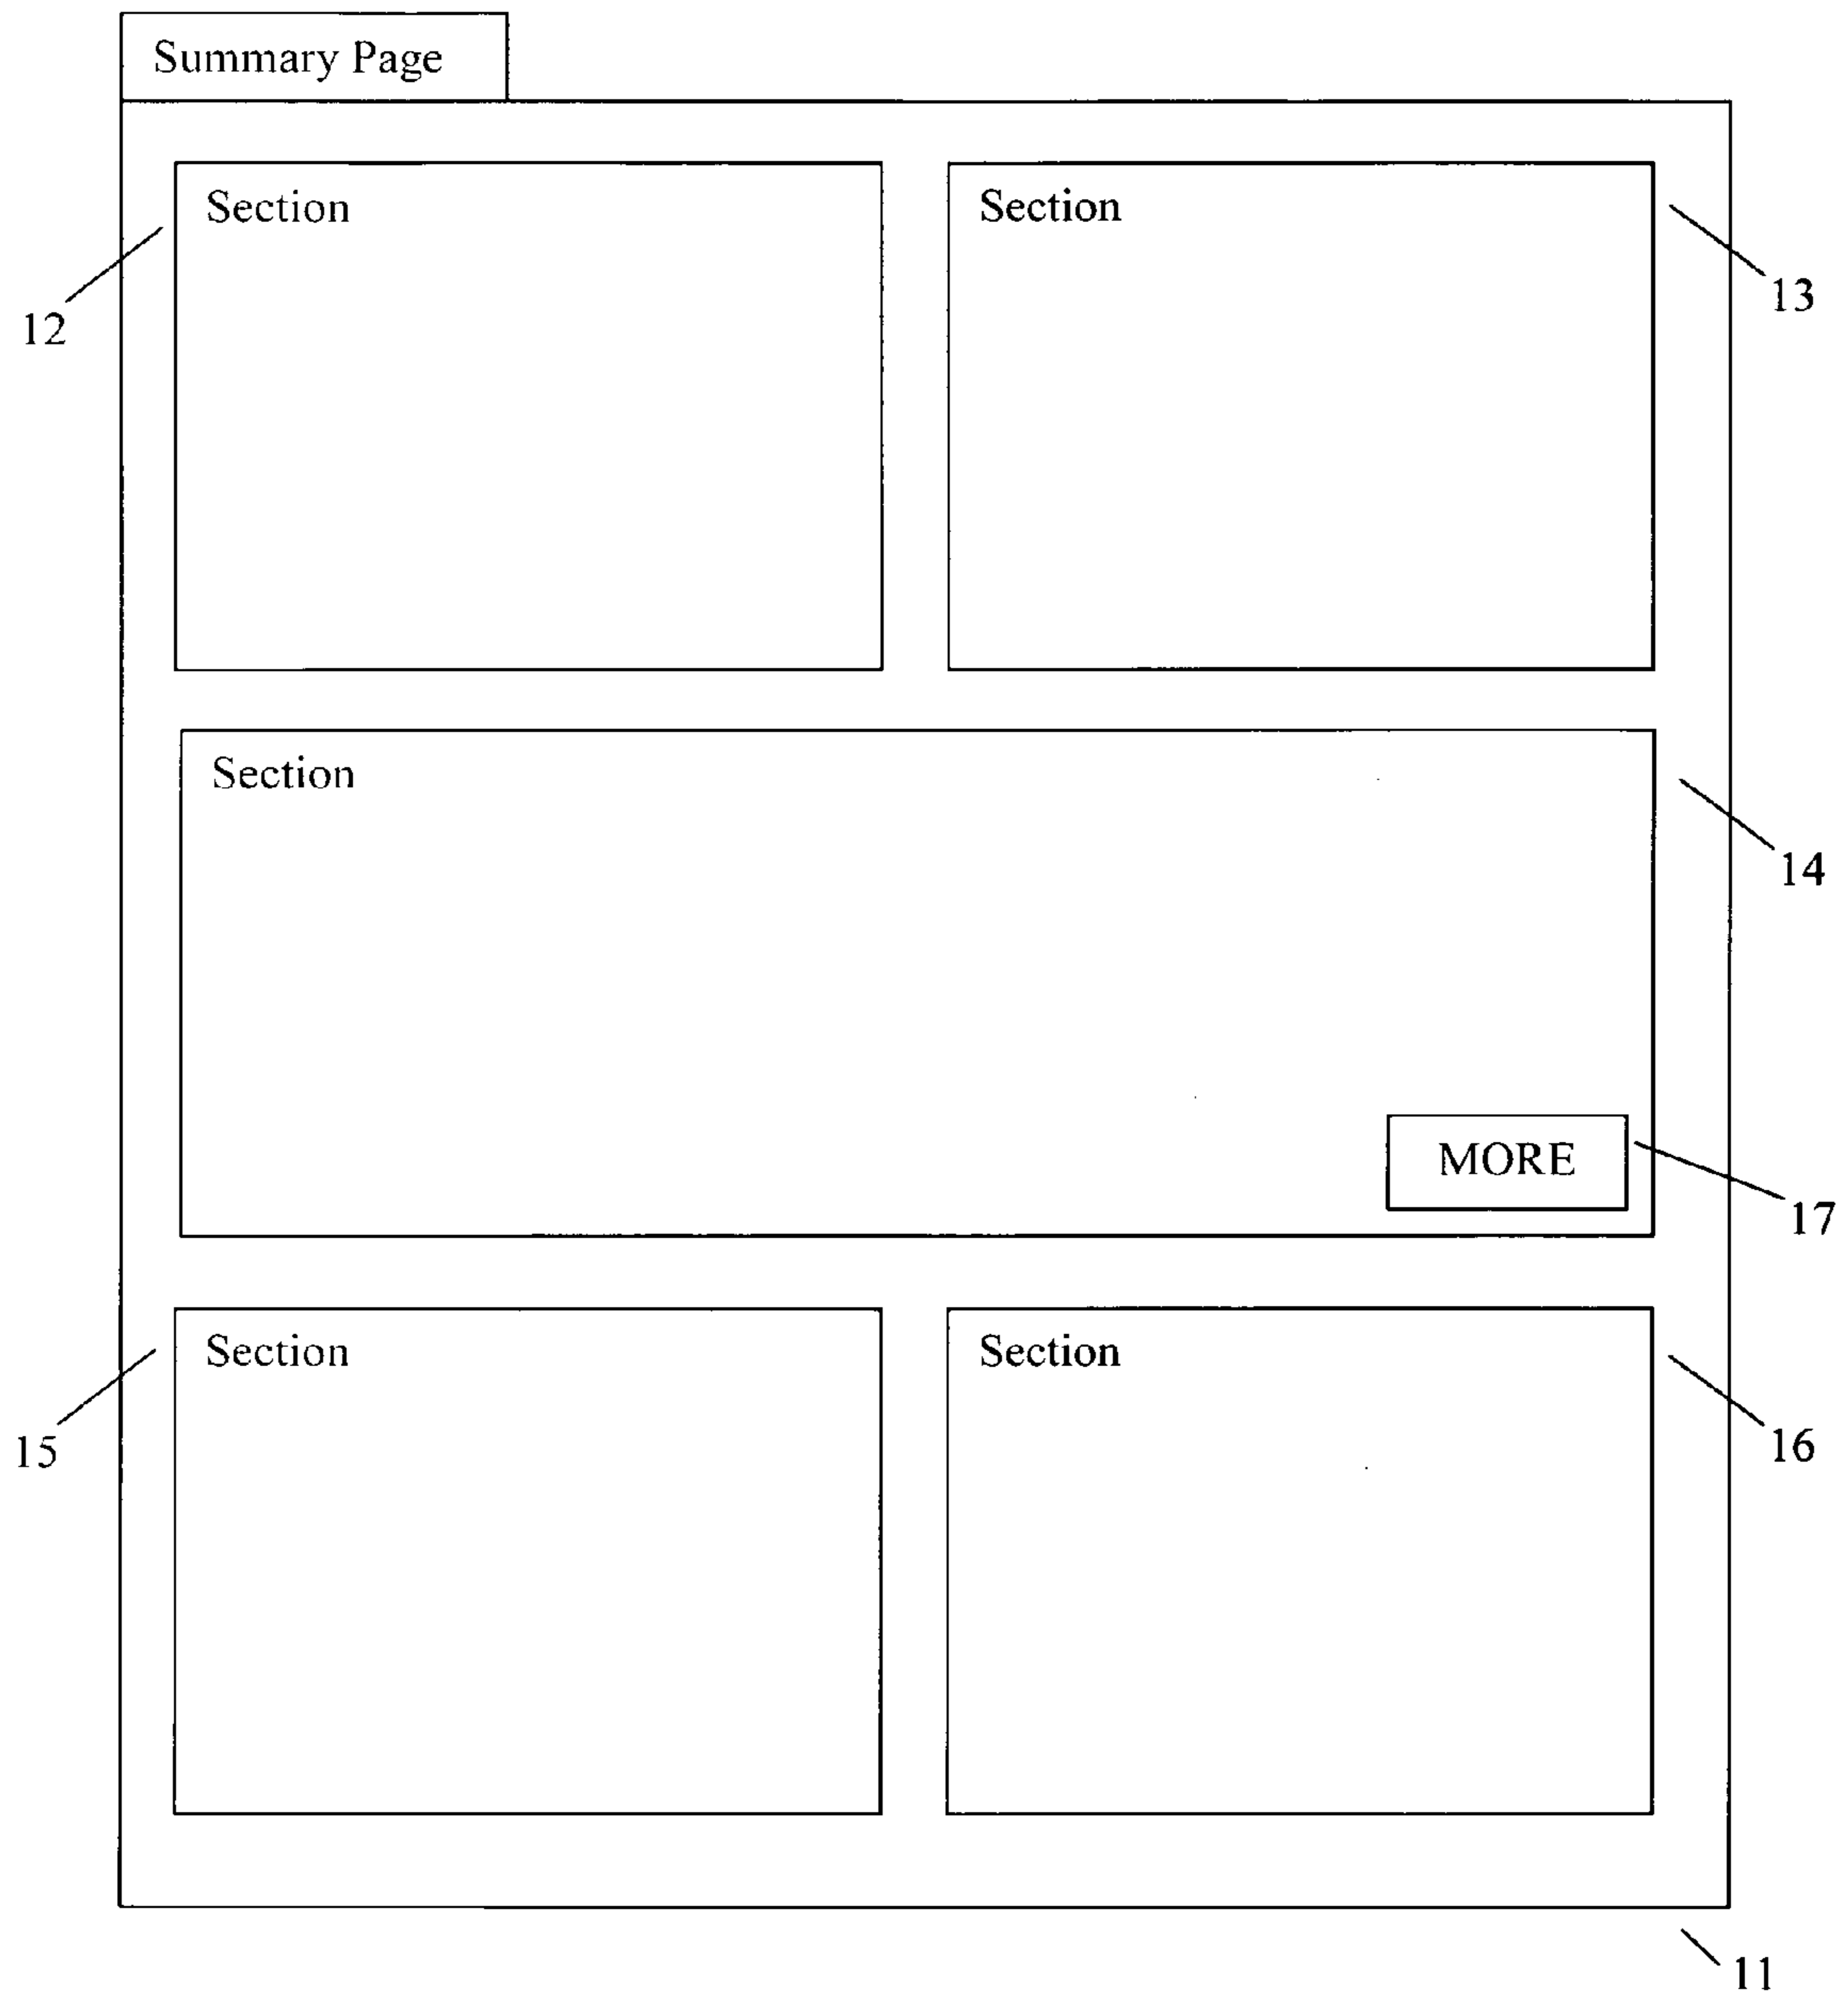 Summary Page
Section
Section
12
13
Section
14
MORE
17
Section
Section
15
16
11